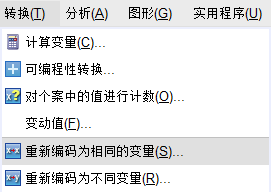 转换(T) 分析(A) 图形(G) 实用程序(U)
计算变量(C)...
可编程性转换...
对个案中的值进行计数(O)...
变动值(F)...
重新编码为相同的变量(S)...
重新编码为不同变量(R)...